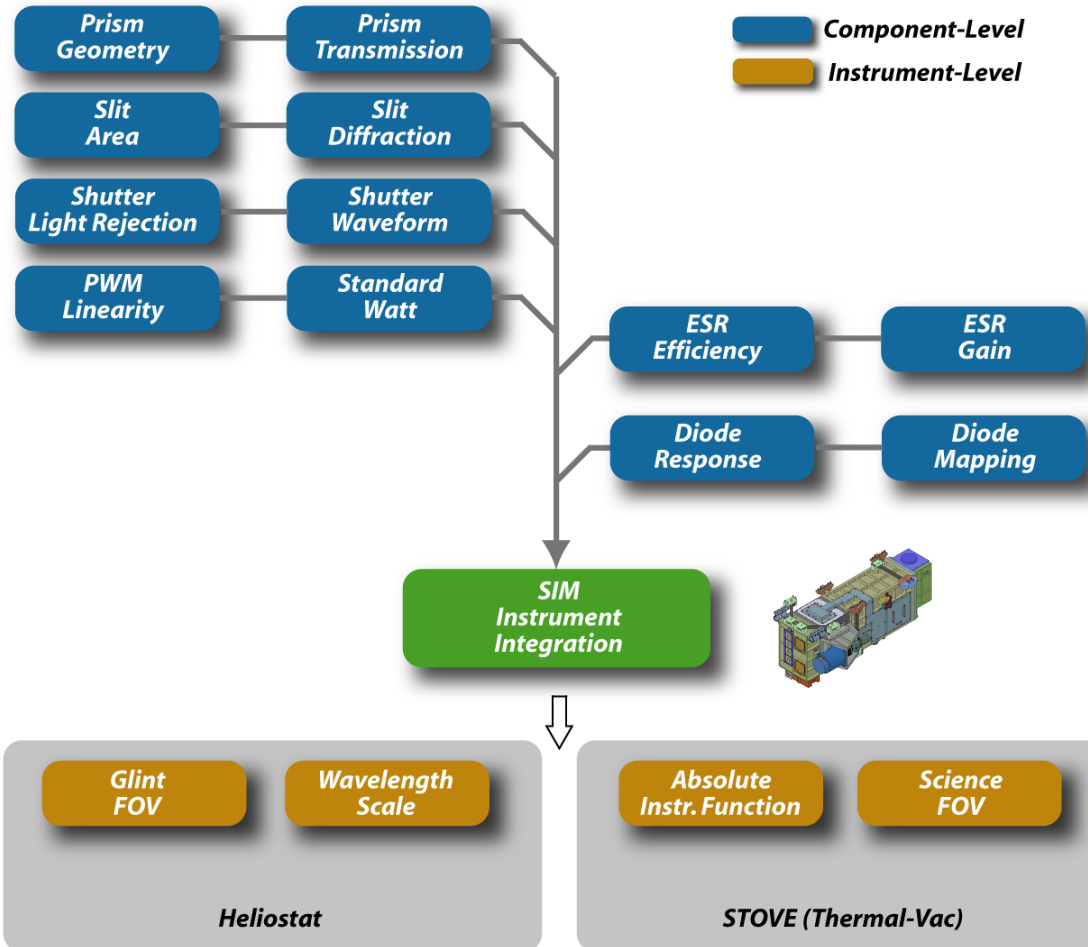 Prism
Geometry
Prism
Transmission
Component-Level
Instrument-Level
Slit
Area
Slit
Diffraction
Shutter
Light Rejection
Shutter
Waveform
PWM
Linearity
Standard
Watt
ESR
Efficiency
ESR
Gain
Diode
Response
Diode
Mapping
SIM
Instrument
Integration
Glint
FOV
Wavelength
Scale
Absolute
Instr. Function
Science
FOV
Heliostat
STOVE (Thermal-Vac)